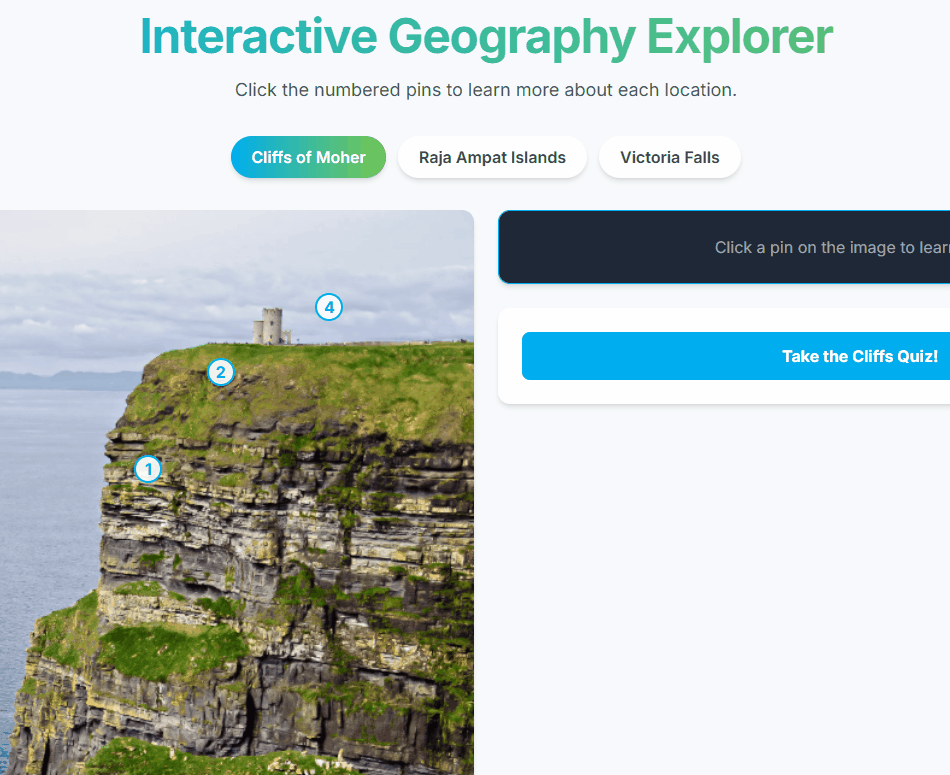 Interactive Geography Explorer
Click the numbered pins to learn more about each location.
Cliffs of Moher
Raja Ampat Islands
Victoria Falls
Click a pin on the image to
4
2
Take the Cliffs Quiz!
1